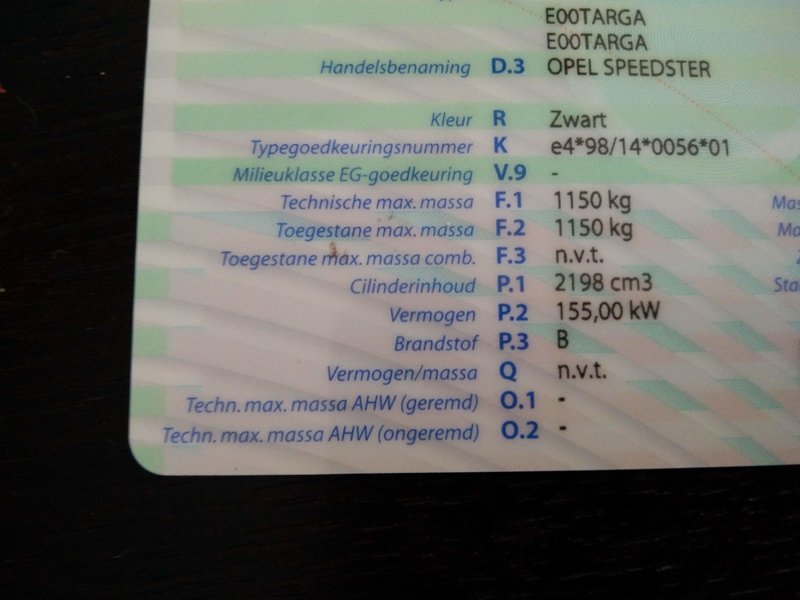 E00TARGA
E00TARGA
Handelsbenaming D.3 OPEL SPEEDSTER
Kleur R Zwart
Typegoedkeuringsnummer K e4*98/14*0056*01
Milieuklasse EG-goedkeuring V.9 -
Technische max. massa F.1 1150 kg
Toegestane max. massa F.2 1150 kg
Toegestane max. massa comb. F.3 n.v.t.
Cilinderinhoud P.1 2198 cm3
Vermogen P.2 155,00 kW
Brandstof P.3 B
Vermogen/massa Q n.v.t.
Techn. max. massa AHW (geremd) O.1 -
Techn. max. massa AHW (ongeremd) O.2 -